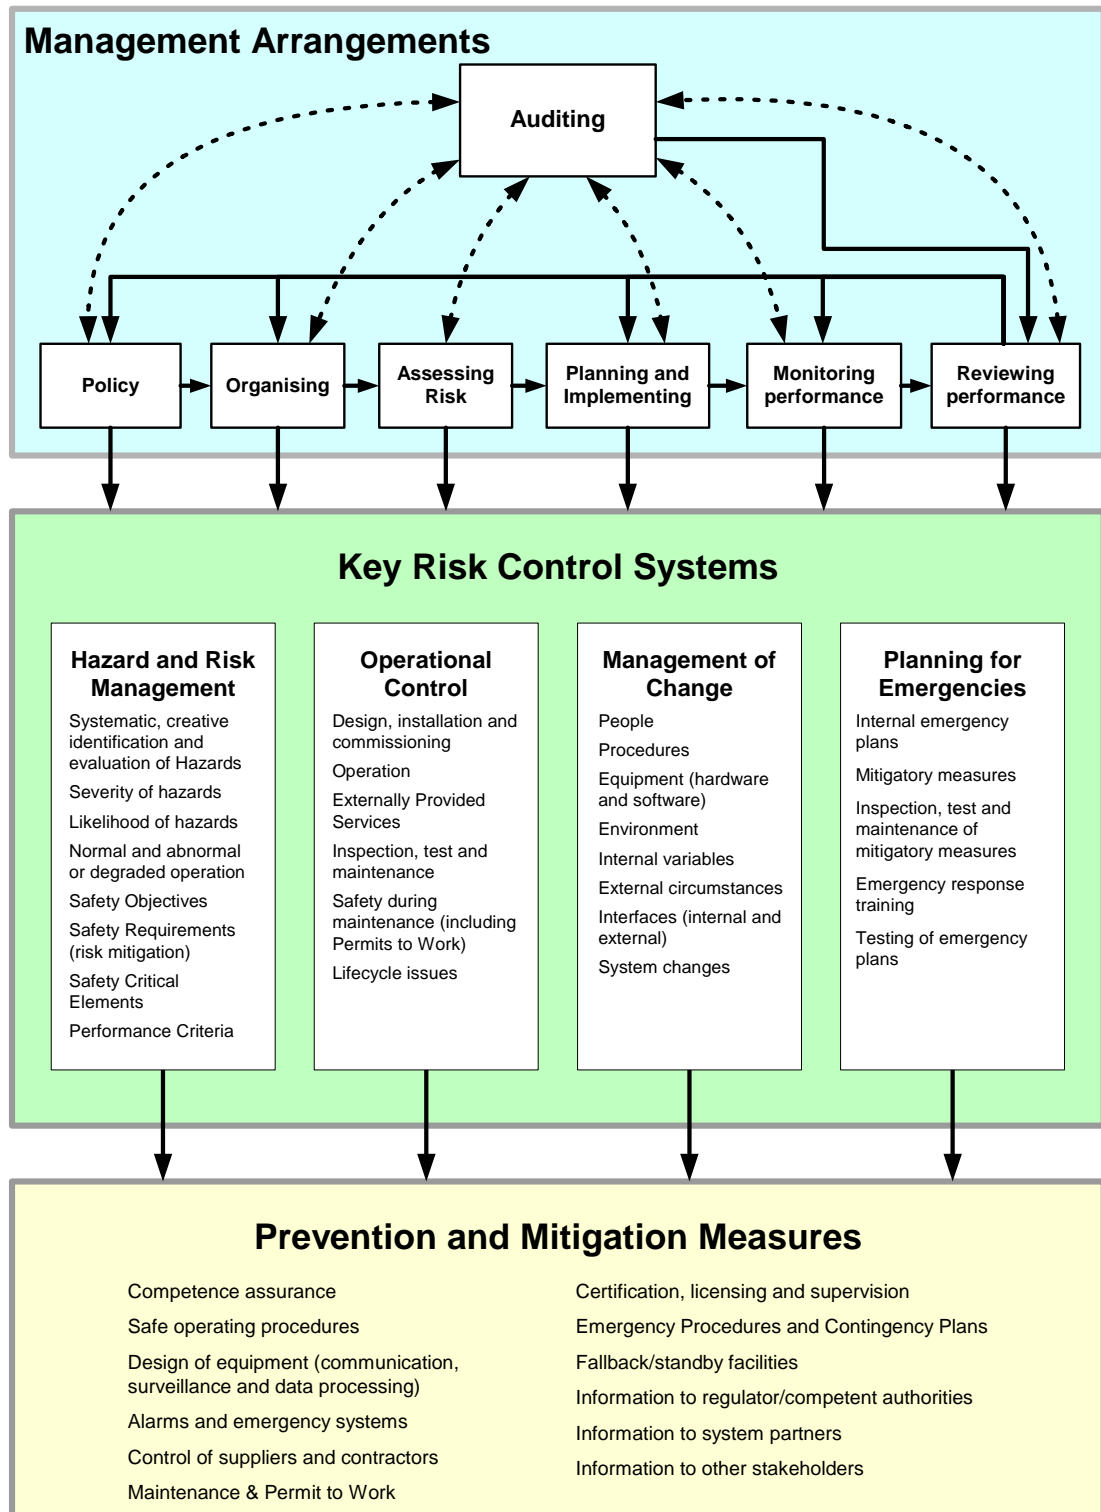 Management Arrangements
Auditing
Policy
Organising
Assessing
Risk
Planning and
Implementing
Monitoring
performance
Reviewing
performance
Key Risk Control Systems
Hazard and Risk
Management
Systematic, creative
identification and
evaluation of Hazards
Severity of hazards
Likelihood of hazards
Normal and abnormal
or degraded operation
Safety Objectives
Safety Requirements
(risk mitigation)
Safety Critical
Elements
Performance Criteria
Operational
Control
Design, installation and
commissioning
Operation
Externally Provided
Services
Inspection, test and
maintenance
Safety during
maintenance (including
Permits to Work)
Lifecycle issues
Management of
Change
People
Procedures
Equipment (hardware
and software)
Environment
Internal variables
External circumstances
Interfaces (internal and
external)
System changes
Planning for
Emergencies
Internal emergency
plans
Mitigatory measures
Inspection, test and
maintenance of
mitigatory measures
Emergency response
training
Testing of emergency
plans
Prevention and Mitigation Measures
Competence assurance
Safe operating procedures
Design of equipment (communication,
surveillance and data processing)
Alarms and emergency systems
Control of suppliers and contractors
Maintenance & Permit to Work
Certification, licensing and supervision
Emergency Procedures and Contingency Plans
Fallback/standby facilities
Information to regulator/competent authorities
Information to system partners
Information to other stakeholders